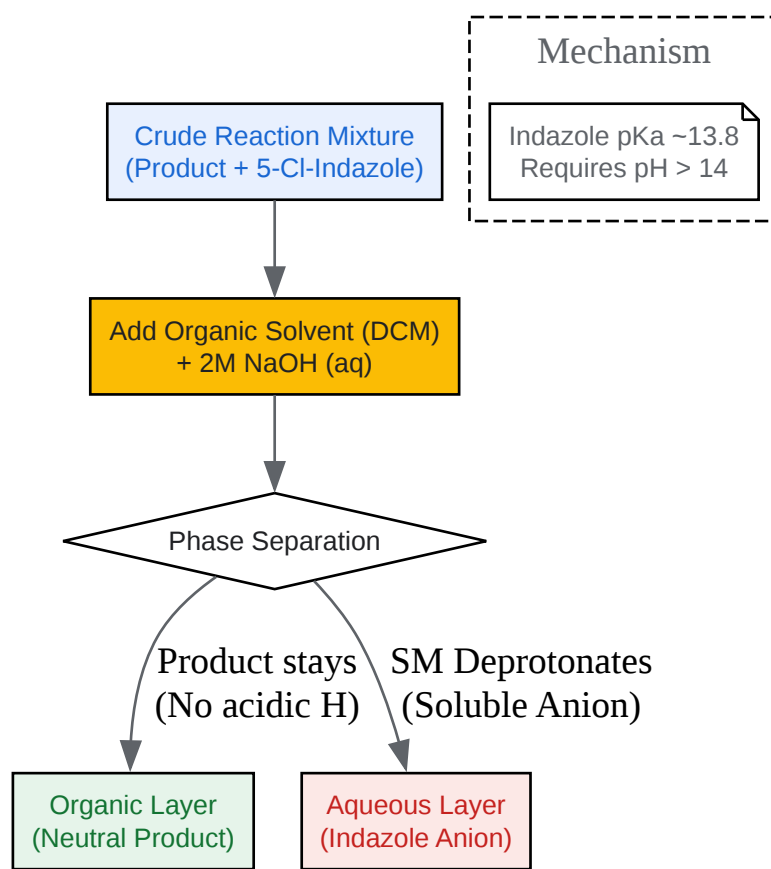 Mechanism
Indazole pKa ~13.8
Requires pH > 14
Crude Reaction Mixture
(Product + 5-Cl-Indazole)
Add Organic Solvent (DCM)
+ 2M NaOH (aq)
Phase Separation
Product stays
(No acidic H)
SM Deprotonates
(Soluble Anion)
Organic Layer
(Neutral Product)
Aqueous Layer
(Indazole Anion)